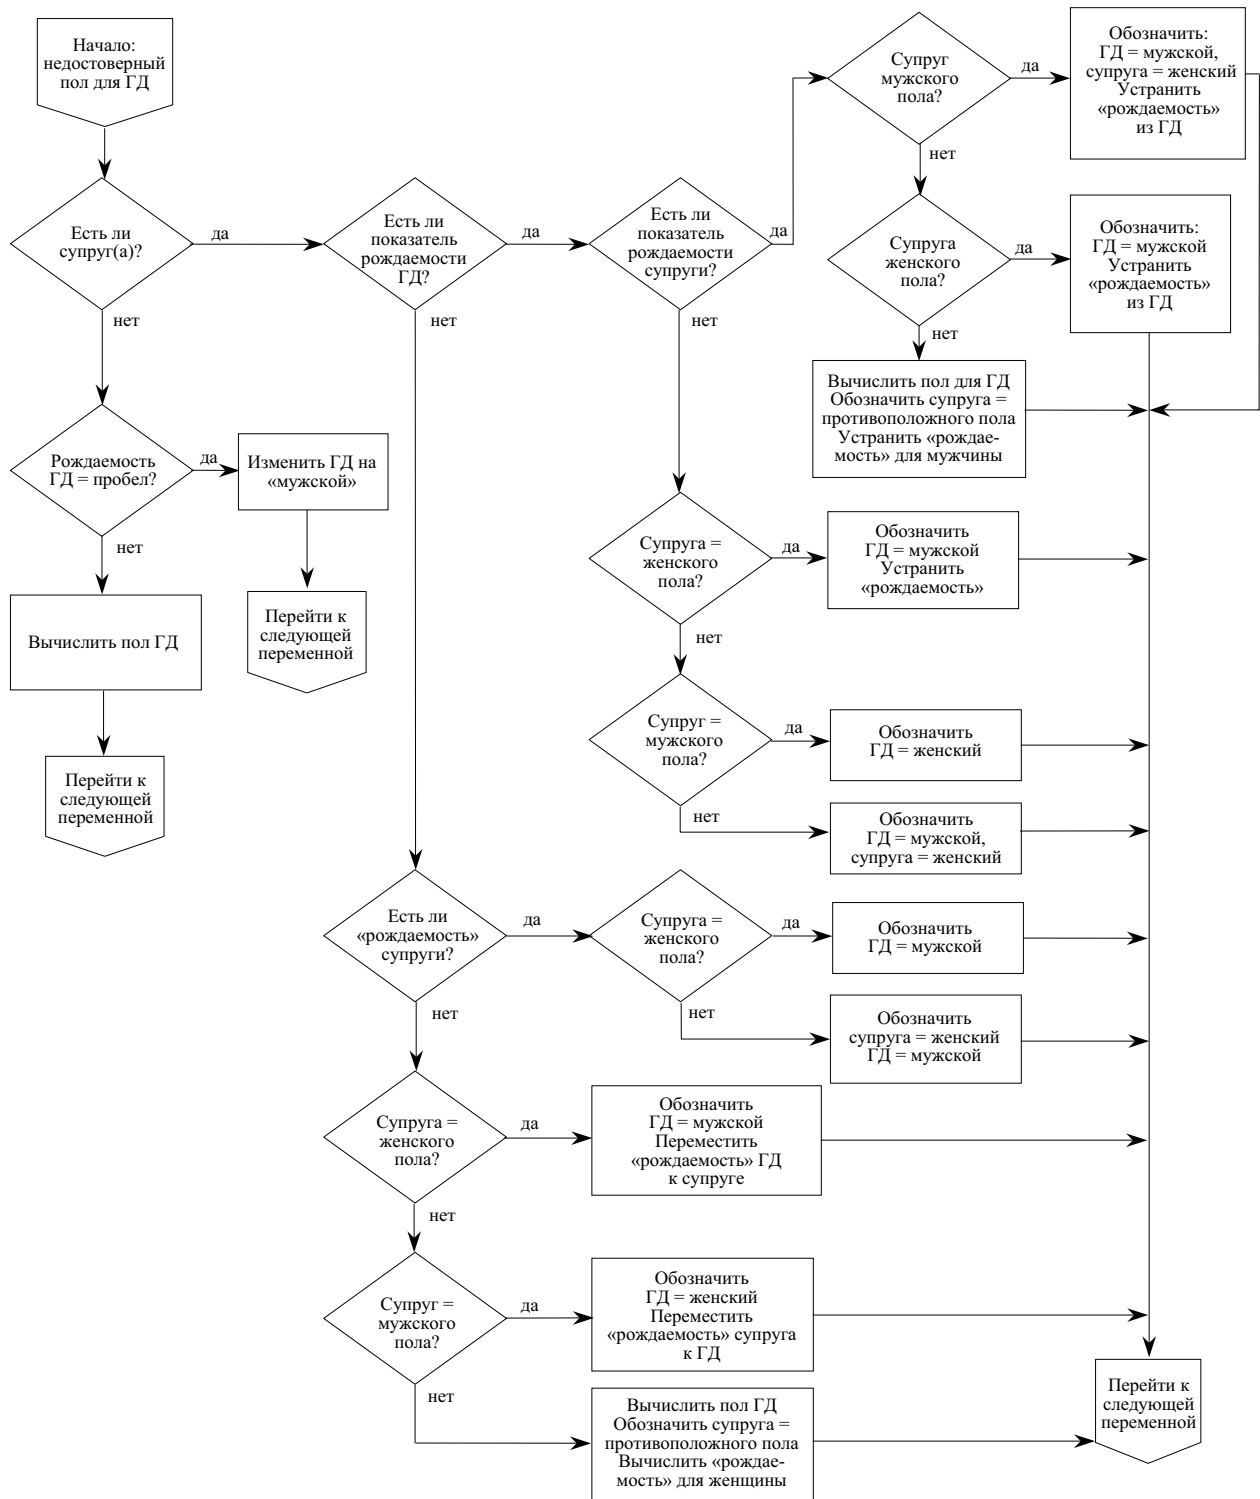 Начало:
недостоверный
пол для ГД
Есть ли
супруг(а)?
да
нет
Рождаемость
ГД = пробел?
да
Изменить ГД на
«мужской»
Перейти к
следующей
переменной
нет
Вычислить пол ГД
Перейти к
следующей
переменной
Есть ли
показатель
рождаемости
ГД?
да
нет
Есть ли
показатель
рождаемости
супруги?
да
нет
Супруг
мужского
пола?
да
Обозначить:
ГД = мужской,
супруга = женский
Устранить
«рождаемость»
из ГД
нет
Супруга
женского
пола?
да
Обозначить:
ГД = мужской
Устранить
«рождаемость»
из ГД
нет
Вычислить пол для ГД
Обозначить супруга =
противоположного пола
Устранить «рождае-
мость» для мужчины
Супруга =
женского
пола?
да
Обозначить
ГД = мужской
Устранить
«рождаемость»
нет
Супруг =
мужского
пола?
да
Обозначить
ГД = женский
нет
Обозначить
ГД = мужской,
супруга = женский
Есть ли
«рождаемость»
супруги?
да
Супруга =
женского
пола?
да
Обозначить
ГД = мужской
нет
Обозначить
супруга = женский
ГД = мужской
нет
Супруга =
женского
пола?
да
Обозначить
ГД = мужской
Переместить
«рождаемость» ГД
к супруге
нет
Супруг =
мужского
пола?
да
Обозначить
ГД = женский
Переместить
«рождаемость» супруга
к ГД
нет
Вычислить пол ГД
Обозначить супруга =
противоположного пола
Вычислить «рождае-
мость» для женщины
Перейти к
следующей
переменной